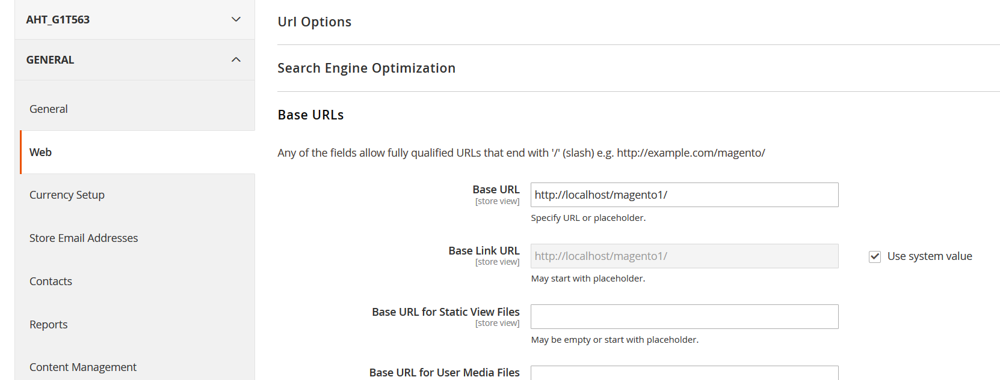 AHT_G1T563
GENERAL
General
Web
Currency Setup
Store Email Addresses
Contacts
Reports
Content Management
Url Options
Search Engine Optimization
Base URLs
Any of the fields allow fully qualified URLs that end with '/' (slash) e.g. http://example.com/magento/
Base URL
[store view]
http://localhost/magento1/
Specify URL or placeholder.
Base Link URL
[store view]
http://localhost/magento1/
Use system value
May start with placeholder.
Base URL for Static View Files
[store view]
May be empty or start with placeholder.
Base URL for User Media Files